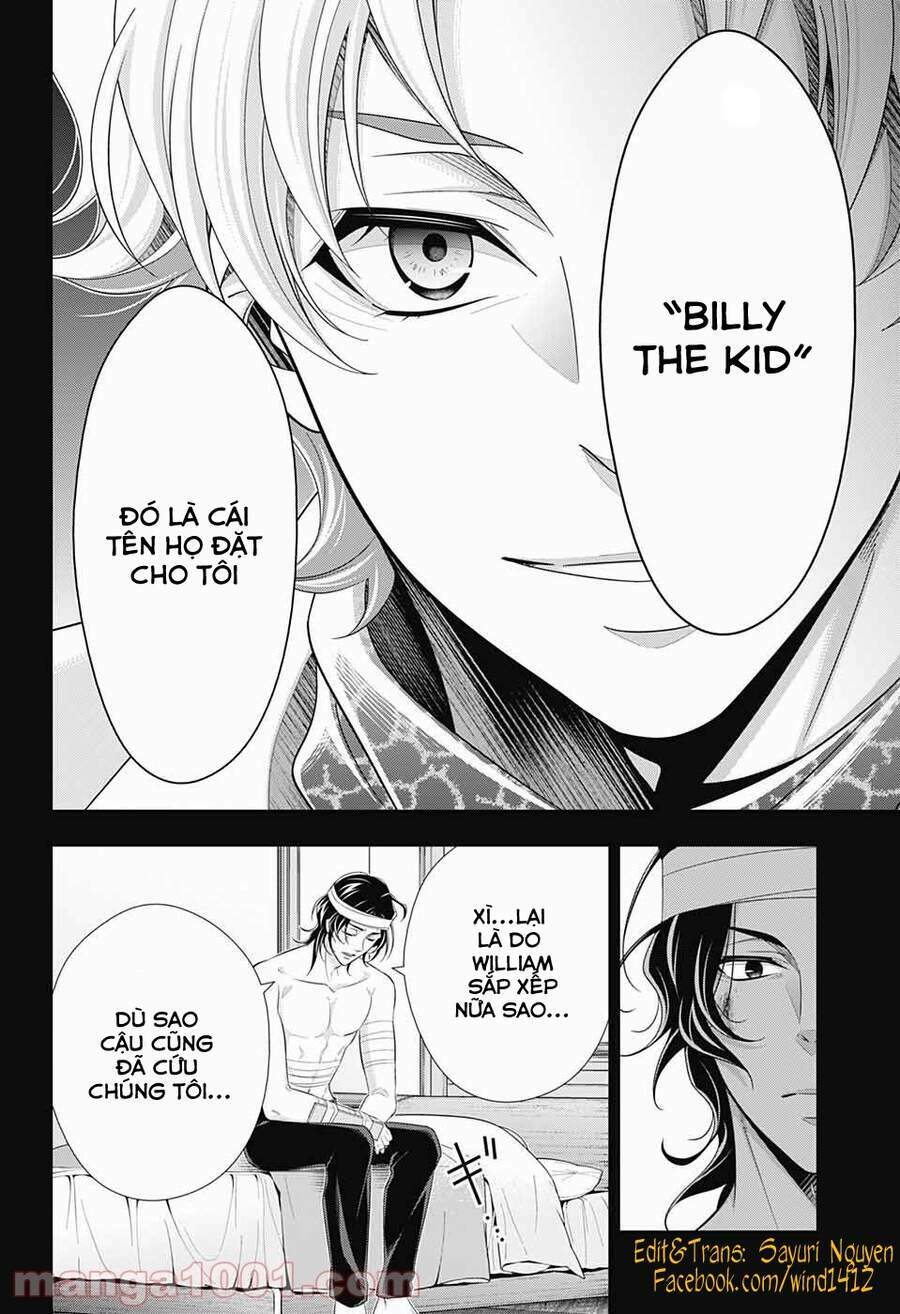 "BILLY
THE KID"
ĐÓ LÀ CÁI
TÊN HỌ ĐẶT
CHO TÔI
XÌ...LẠI
LÀ DO
WILLIAM
SẮP XẾP
NỮA SAO...
DÙ SAO
CẬU CŨNG
ĐÃ CỨU
CHÚNG TÔI...
Edit&Trans: Sayuri Nguyen
Facebook.com/wind1412
manga1001.com